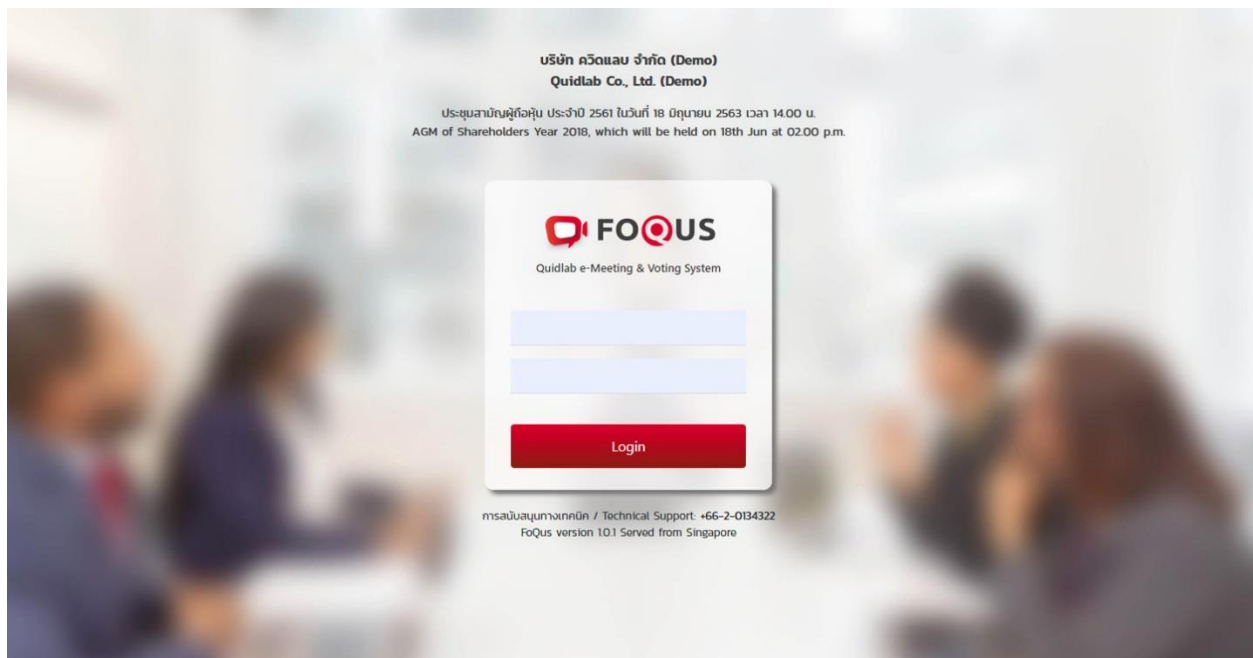 บริษัท ควิดแลบ จำกัด (Demo)
Quidlab Co., Ltd. (Demo)
ประชุมสามัญผู้ถือหุ้น ประจำปี 2561 ในวันที่ 18 มิถุนายน 2563 เวลา 14.00 น.
AGM of Shareholders Year 2018, which will be held on 18th Jun at 02.00 p.m.
FOQUS
Quidlab e-Meeting & Voting System
Login
การสนับสนุนทางเทคนิค / Technical Support: +66-2-0134322
FoQus version 1.0.1 Served from Singapore